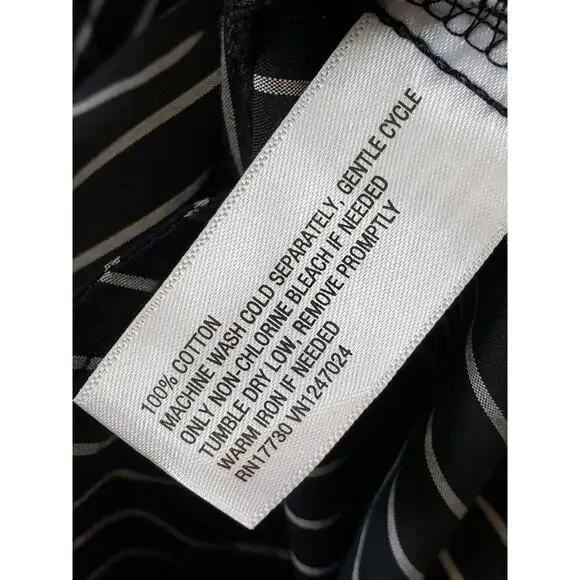 100% COTTON
MACHINE WASH COLD SEPARATELY, GENTLE CYCLE
ONLY NON-CHLORINE BLEACH IF NEEDED
TUMBLE DRY LOW, REMOVE PROMPTLY
WARM IRON IF NEEDED
RN17730 VN1247024